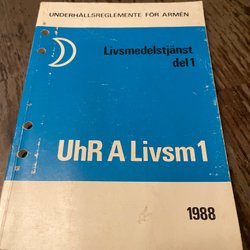 UNDERHÅLLSREGLEMENTE FÖR ARMÉN
Livsmedelstjänst
del 1
UhR A Livsm 1
1988